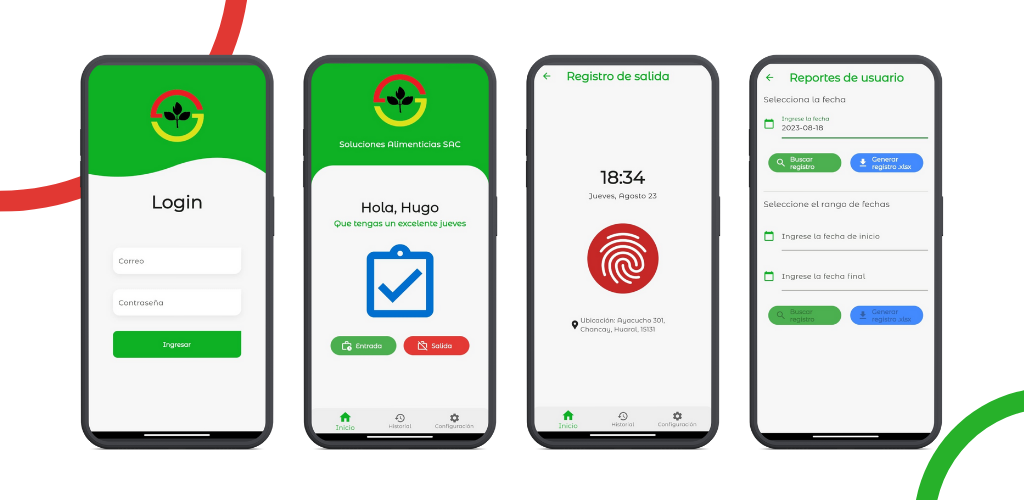 Login
Correo
Contraseña
Ingresar
Soluciones Alimenticias SAC
Hola, Hugo
Que tengas un excelente jueves
Entrada
Salida
Inicio
Historial
Configuración
Registro de salida
18:34
Jueves, Agosto 23
Ubicación: Ayacucho 301,
Chancay, Huaral, 15131
Inicio
Historial
Configuración
Reportes de usuario
Selecciona la fecha
Ingrese la fecha
2023-08-18
Buscar
registro
Generar
registro .xlsx
Seleccione el rango de fechas
Ingrese la fecha de inicio
Ingrese la fecha final
Buscar
registro
Generar
registro .xlsx